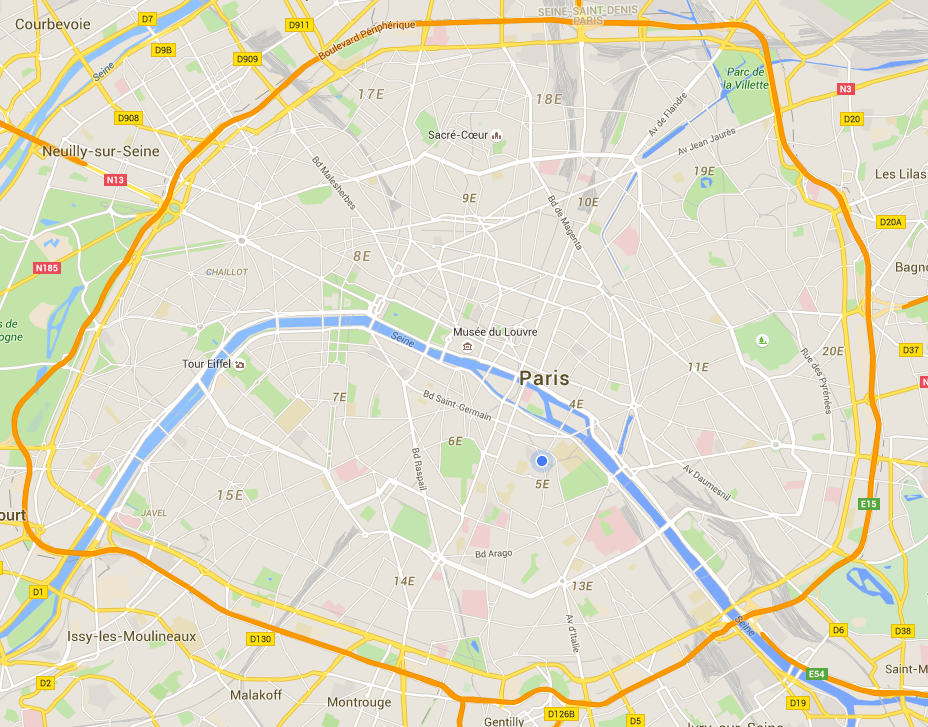 Courbevoie
D7
D911
Boulevard Périphérique
SEINE-SAINT-DENIS
PARIS
D9B
D909
Seine
Parc de
la Villette
17E
18E
N3
D908
Av de Flandre
D20
Sacré-Cœur
Av Jean Jaurès
Neuilly-sur-Seine
N13
Bd Malesherbes
19E
Les Lilas
9E
Bd de Magenta
10E
D20A
8E
N185
CHAILLOT
Bagno
s de
ogne
Musée du Louvre
Seine
D37
Tour Eiffel
11E
20E
Rue des Pyrénées
Paris
N
7E
Bd Saint-Germain
4E
6E
Bd Raspail
5E
Av Daumesnil
15E
JAVEL
E15
ourt
Bd Arago
14E
13E
D1
Av d'Italie
Issy-les-Moulineaux
D130
Seine
D6
D38
E54
Saint-M
D2
Malakoff
Montrouge
D19
Gentilly
D126B
D5
Ivry-sur-Seine